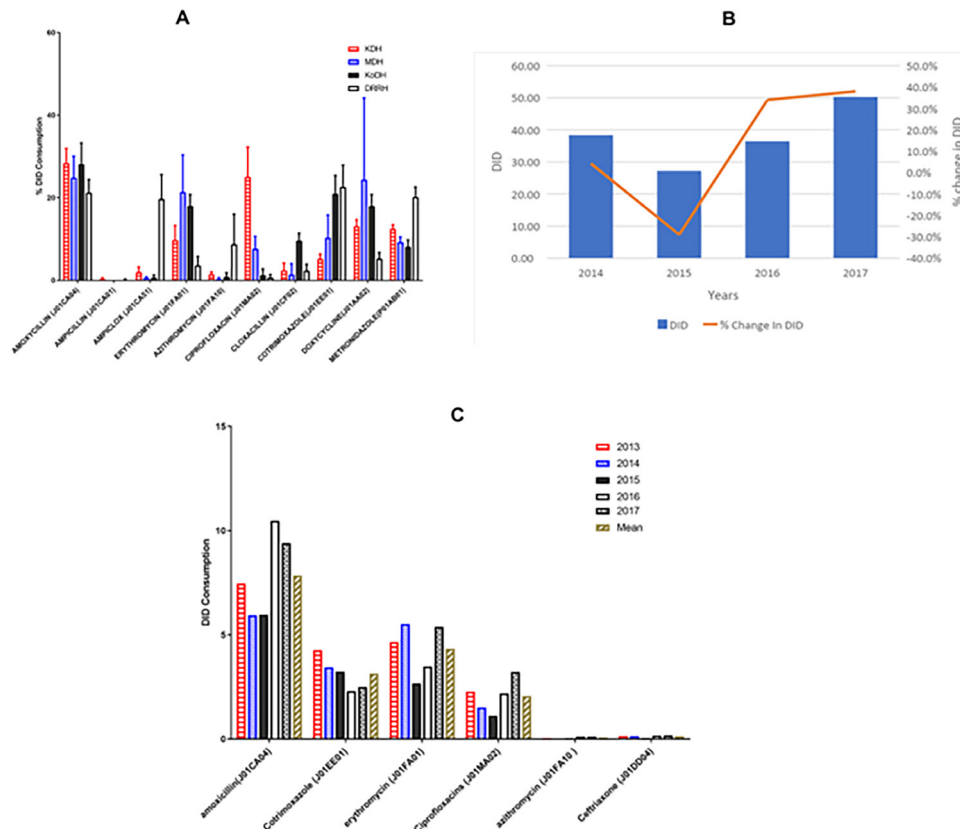 A
60
40
20
0
% DID Consumption
KDH
MDH
KoDH
DRRH
AMOXYCILLIN (J01CA04)
AMPICILLIN (J01CA01)
AMPICLOX (J01CA51)
ERYTHROMYCIN (J01FA01)
AZITHROMYCIN (J01FA10)
CIPROFLOXACIN (J01MA02)
CLOXACILLIN (J01CF02)
COTRIMOXAZOLE(J01EE01)
DOXYCYCLINE(J01AA02)
METRONIDAZOLE(P01AB01)
B
60.00
50.00
40.00
30.00
20.00
10.00
0.00
DID
50.0%
40.0%
30.0%
20.0%
10.0%
0.0%
-10.0%
-20.0%
-30.0%
-40.0%
% change in DID
2014 2015 2016 2017
Years
DID % Change In DID
C
15
10
5
0
DID Consumption
2013
2014
2015
2016
2017
Mean
amoxicillin(J01CA04)
Cotrimoxazole (J01EE01)
erythromycin (J01FA01)
Ciprofloxacins (J01MA02)
azithromycin (J01FA10 )
Ceftriaxone (J01DD04)